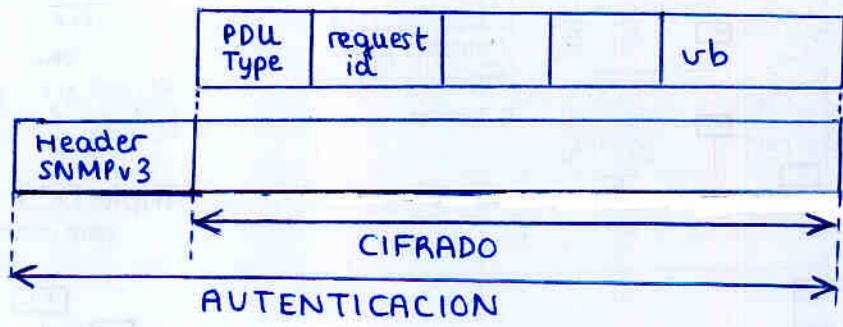 PDU
Type
request
id
vb
Header
SNMPv3
CIFRADO
AUTENTICACION